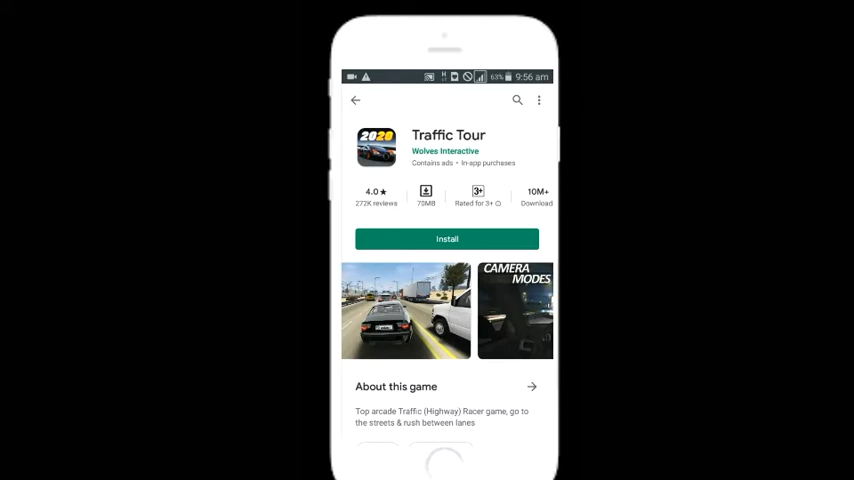 63% 9:56 am
2020
Traffic Tour
Wolves Interactive
Contains ads • In-app purchases
4.0★
272K reviews
70MB
3+
Rated for 3+
10M+
Download
Install
CAMERA
MODES
About this game
Top arcade Traffic (Highway) Racer game, go to
the streets & rush between lanes